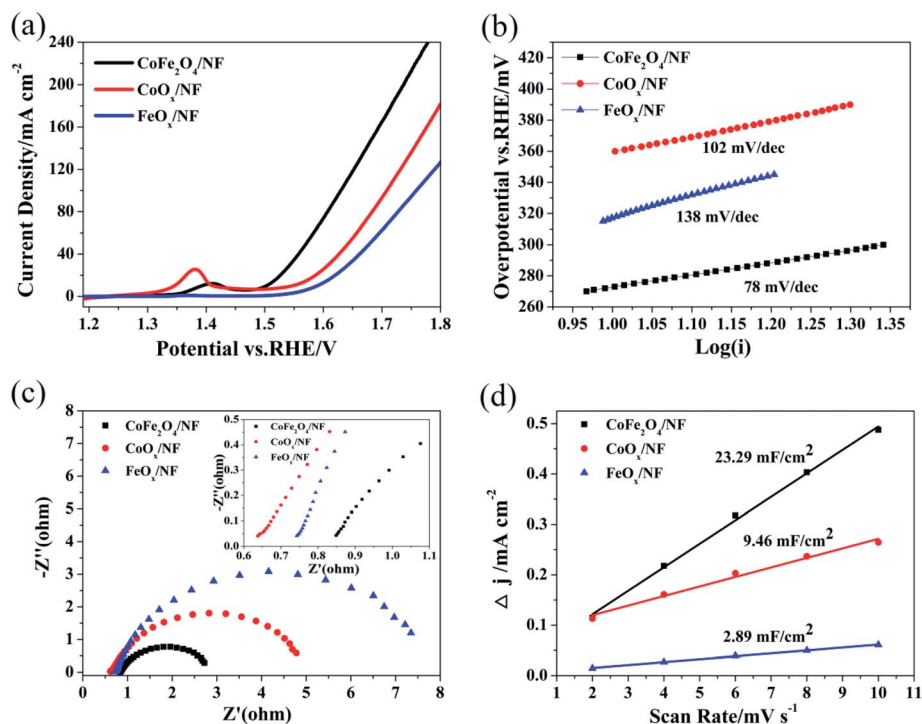 (a)
240
200
160
120
80
40
0
Current Density/mA cm⁻²
CoFe₂O₄/NF
CoOₓ/NF
FeOₓ/NF
1.2 1.3 1.4 1.5 1.6 1.7 1.8
Potential vs.RHE/V
(b)
420
400
380
360
340
320
300
280
260
Overpotential vs.RHE/mV
CoFe₂O₄/NF
CoOₓ/NF
FeOₓ/NF
102 mV/dec
138 mV/dec
78 mV/dec
0.95 1.00 1.05 1.10 1.15 1.20 1.25 1.30 1.35
Log(i)
(c)
8
7
6
5
4
3
2
1
0
-Z''(ohm)
CoFe₂O₄/NF
CoOₓ/NF
FeOₓ/NF
0.5
0.4
0.3
0.2
0.1
0.0
-Z''(ohm)
CoFe₂O₄/NF
CoOₓ/NF
FeOₓ/NF
0.6 0.7 0.8 0.9 1.0 1.1
Z'(ohm)
0 1 2 3 4 5 6 7 8
Z'(ohm)
(d)
0.5
0.4
0.3
0.2
0.1
0.0
△ j /mA cm⁻²
CoFe₂O₄/NF
CoOₓ/NF
FeOₓ/NF
23.29 mF/cm²
9.46 mF/cm²
2.89 mF/cm²
1 2 3 4 5 6 7 8 9 10 11
Scan Rate/mV s⁻¹